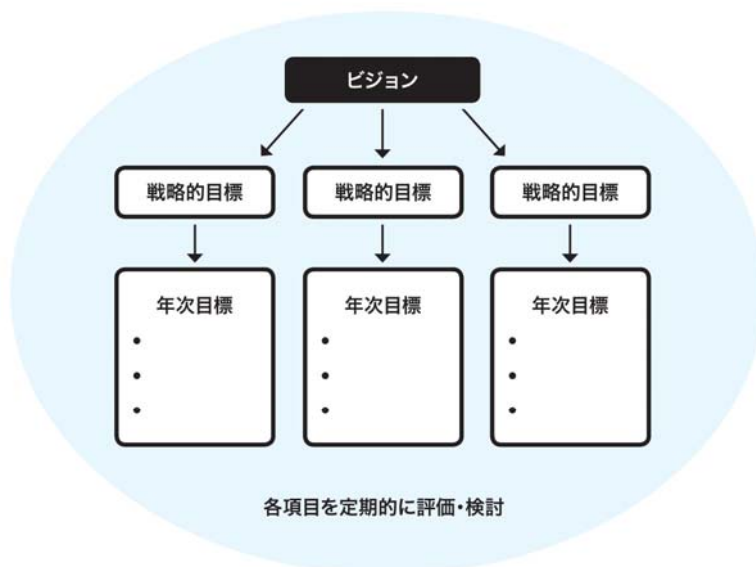 ビジョン
戦略的目標 戦略的目標 戦略的目標
年次目標 年次目標 年次目標
• • •
• • •
• • •
各項目を定期的に評価・検討